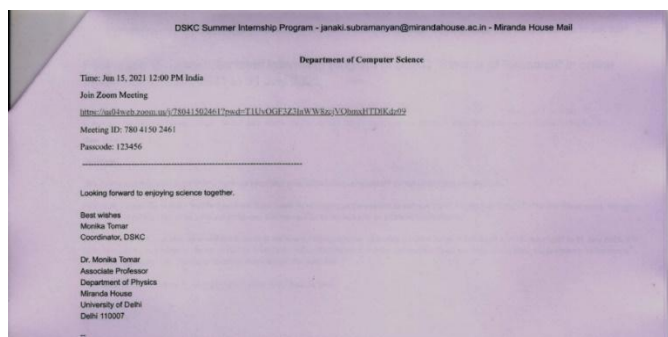 DSKC Summer Internship Program - janaki.subramanyan@mirandahouse.ac.in - Miranda House Mail
Department of Computer Science
Time: Jun 15, 2021 12:00 PM India
Join Zoom Meeting
Meeting ID: 780 4150 2461
Passcode: 123456
Looking forward to enjoying science together.
Best wishes
Monika Tomar
Coordinator, DSKC
Dr. Monika Tomar
Associate Professor
Department of Physics
Miranda House
University of Delhi
Delhi 110007